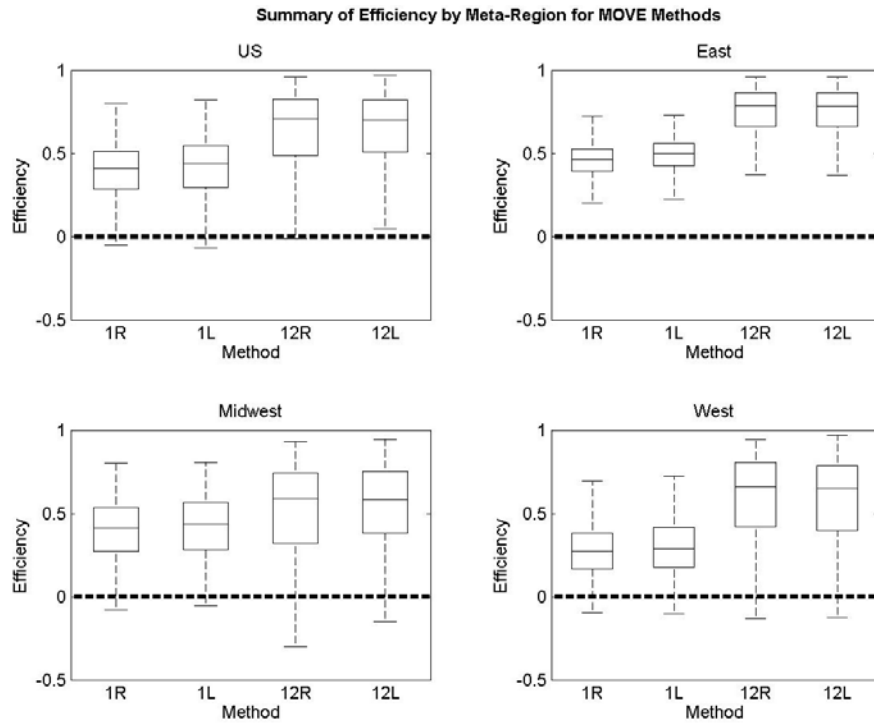 Summary of Efficiency by Meta-Region for MOVE Methods
US
1
0.5
0
-0.5
Efficiency
1R 1L 12R 12L
Method
East
1
0.5
0
-0.5
Efficiency
1R 1L 12R 12L
Method
Midwest
1
0.5
0
-0.5
Efficiency
1R 1L 12R 12L
Method
West
1
0.5
0
-0.5
Efficiency
1R 1L 12R 12L
Method